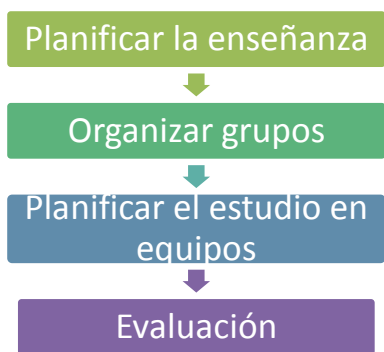 Planificar la enseñanza
Organizar grupos
Planificar el estudio en
equipos
Evaluación